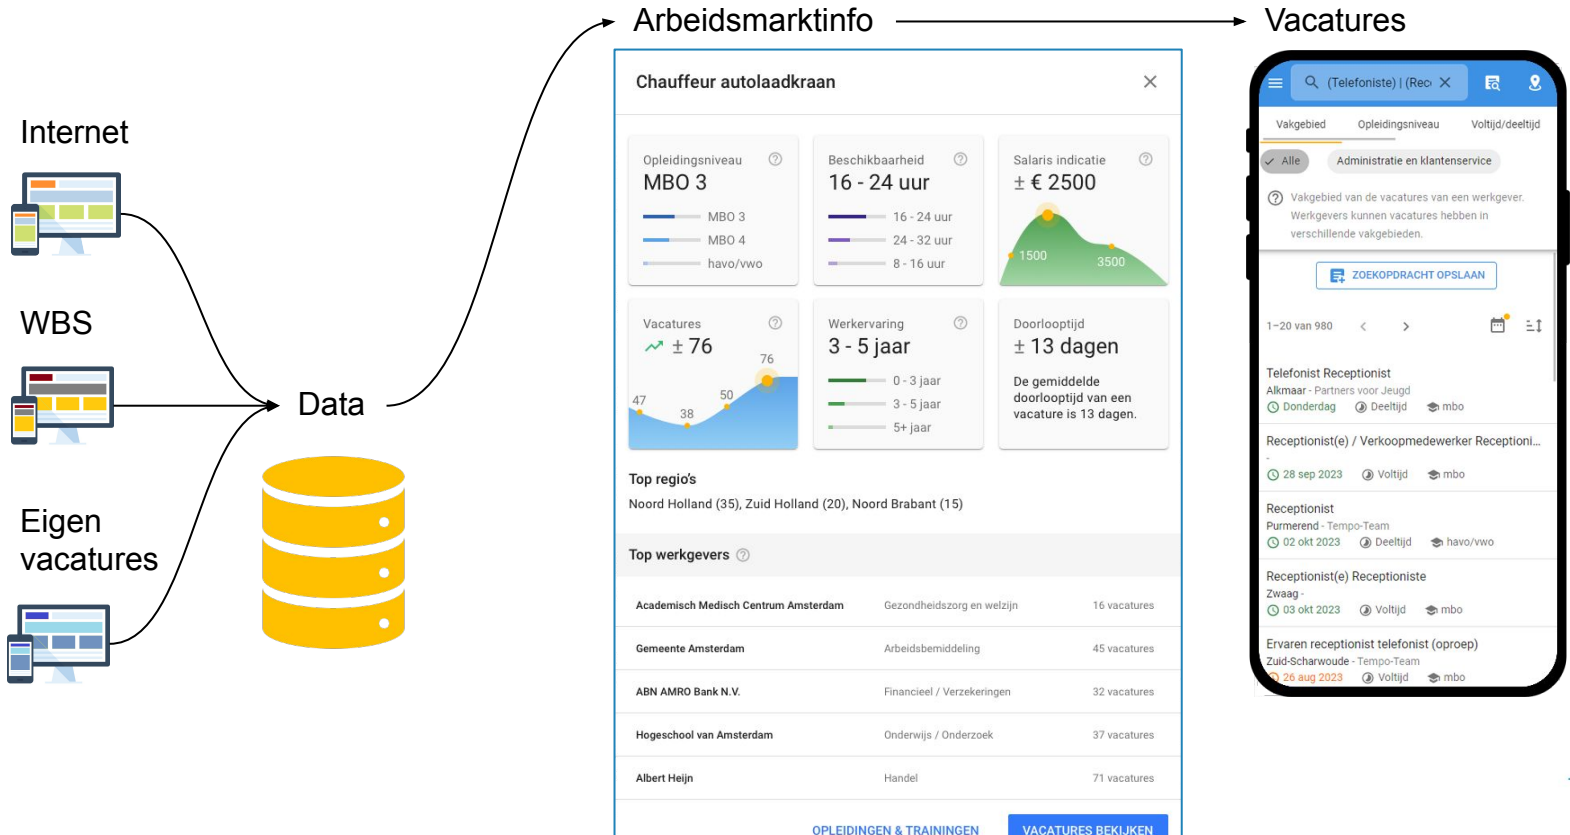 Internet
WBS
Eigen
vacatures
Data
Arbeidsmarktinfo
Chauffeur autolaadkraan
Opleidingsniveau
MBO 3
MBO 3
MBO 4
havo/vwo
Beschikbaarheid
16 - 24 uur
16 - 24 uur
24 - 32 uur
8 - 16 uur
Salaris indicatie
± € 2500
1500
3500
Vacatures
± 76
76
47
38
50
Werkervaring
3 - 5 jaar
0 - 3 jaar
3 - 5 jaar
5+ jaar
Doorlooptijd
± 13 dagen
De gemiddelde
doorlooptijd van een
vacature is 13 dagen.
Top regio's
Noord Holland (35), Zuid Holland (20), Noord Brabant (15)
Top werkgevers
Academisch Medisch Centrum Amsterdam Gezondheidszorg en welzijn 16 vacatures
Gemeente Amsterdam Arbeidsbemiddeling 45 vacatures
ABN AMRO Bank N.V. Financieel / Verzekeringen 32 vacatures
Hogeschool van Amsterdam Onderwijs / Onderzoek 37 vacatures
Albert Heijn Handel 71 vacatures
OPLEIDINGEN & TRAININGEN VACATURES BEKIJKEN
Vacatures
(Telefoniste) | (Rec
Vakgebied Opleidingsniveau Voltijd/deeltijd
Alle Administratie en klantenservice
Vakgebied van de vacatures van een werkgever.
Werkgevers kunnen vacatures hebben in
verschillende vakgebieden.
ZOEKOPDRACHT OPSLAAN
1–20 van 980
Telefonist Receptionist
Alkmaar - Partners voor Jeugd
Donderdag Deeltijd mbo
Receptionist(e) / Verkoopmedewerker Receptioni...
-
28 sep 2023 Voltijd mbo
Receptionist
Purmerend - Tempo-Team
02 okt 2023 Deeltijd havo/vwo
Receptionist(e) Receptioniste
Zwaag -
03 okt 2023 Voltijd mbo
Ervaren receptionist telefonist (oproep)
Zuid-Scharwoude - Tempo-Team
26 aug 2023 Voltijd mbo